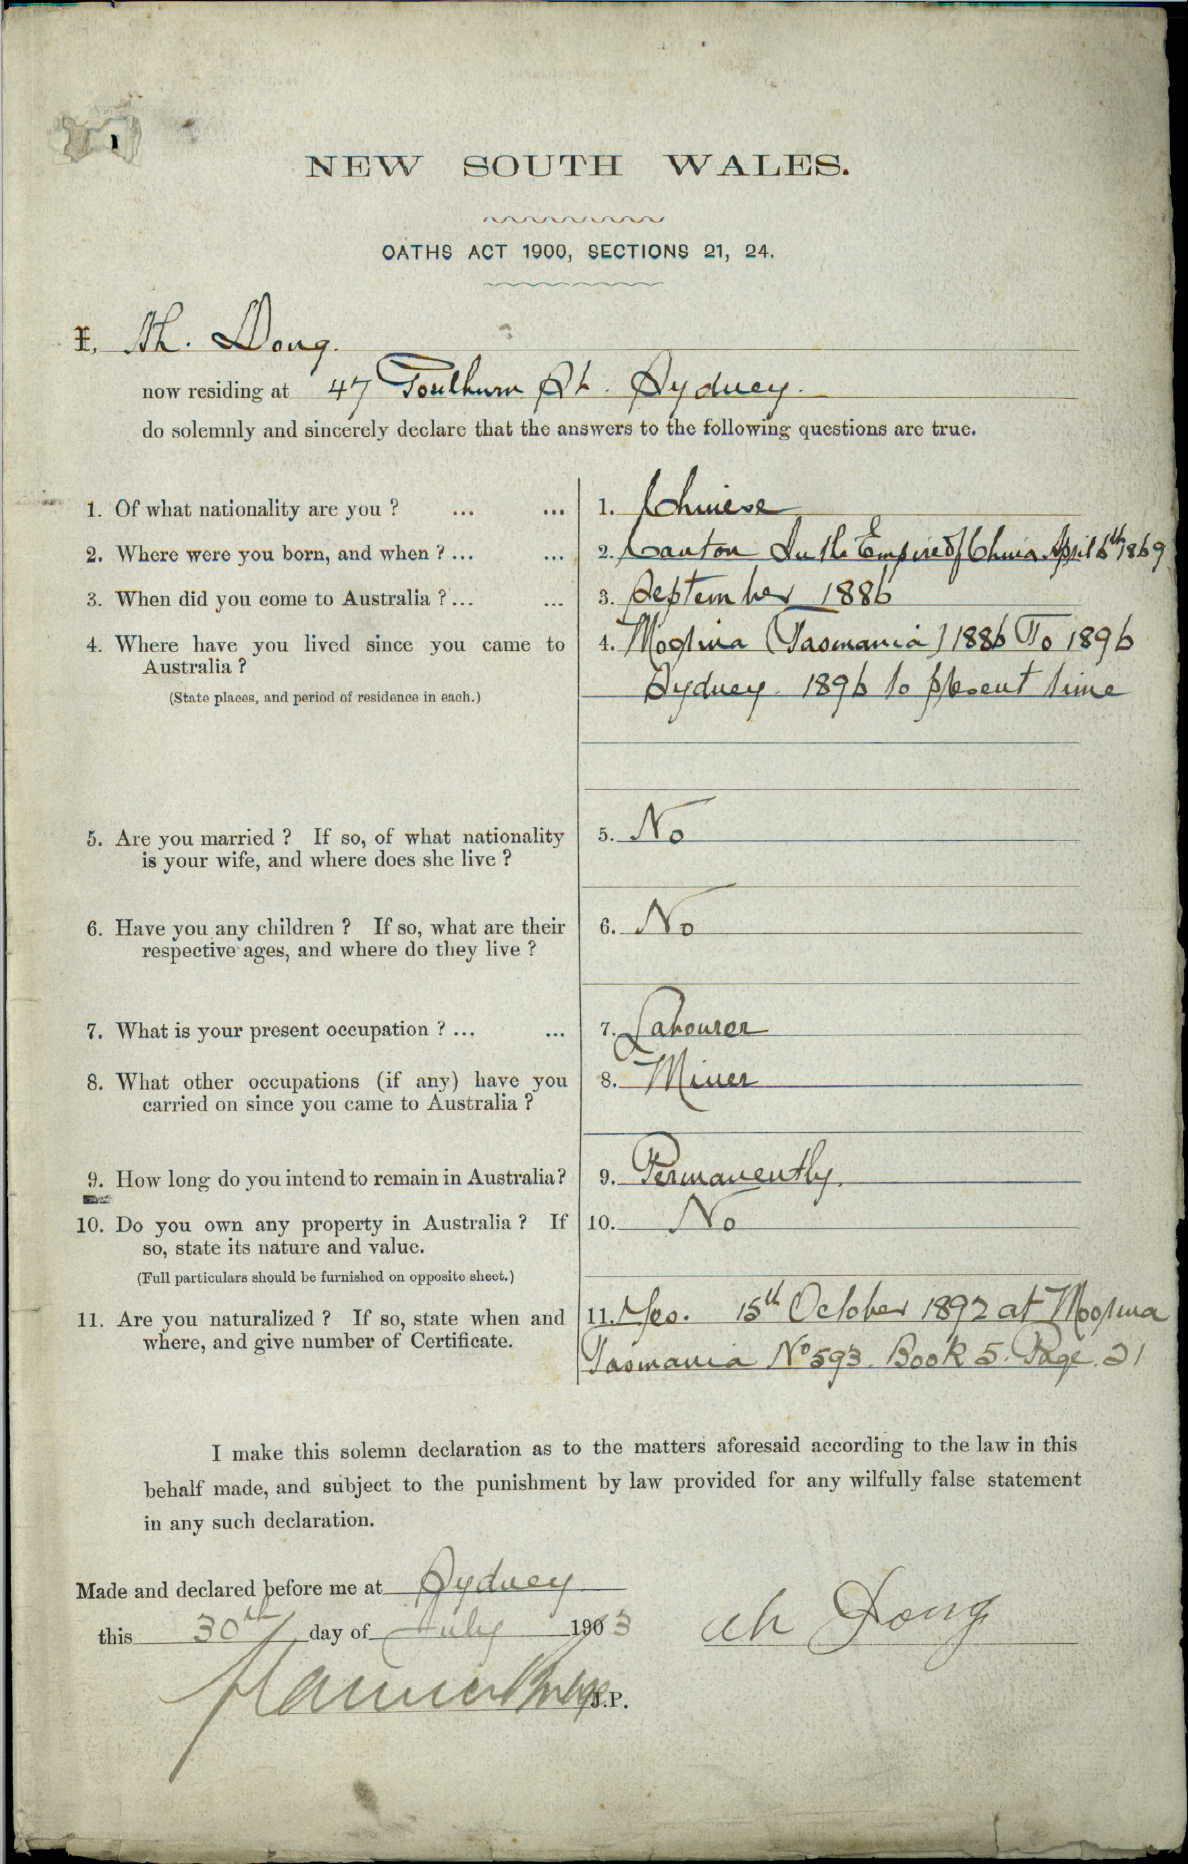 NEW SOUTH WALES.
OATHS ACT 1900, SECTIONS 21, 24.
I, Ah. Dong.
now residing at 47 Goulburn St. Sydney.
do solemnly and sincerely declare that the answers to the following questions are true.
1. Of what nationality are you ? ... ... 1. Chinese
2. Where were you born, and when ? ... ... 2. Canton In the Empire of China April 6th 1869
3. When did you come to Australia ? ... ... 3. September 1886
4. Where have you lived since you came to 4. Moorina (Tasmania) 1886 To 1896
Australia ?
(State places, and period of residence in each.) Sydney. 1896 to present time
5. Are you married ? If so, of what nationality 5. No
is your wife, and where does she live ?
6. Have you any children ? If so, what are their 6. No
respective ages, and where do they live ?
7. What is your present occupation ? ... ... 7. Labourer
8. What other occupations (if any) have you 8. Miner
carried on since you came to Australia ?
9. How long do you intend to remain in Australia? 9. Permanently.
10. Do you own any property in Australia ? If 10. No
so, state its nature and value.
(Full particulars should be furnished on opposite sheet.)
11. Are you naturalized ? If so, state when and 11. Yes. 15th October 1892 at Moorina
where, and give number of Certificate. Tasmania No 593. Book 5. Page. 21
I make this solemn declaration as to the matters aforesaid according to the law in this
behalf made, and subject to the punishment by law provided for any wilfully false statement
in any such declaration.
Made and declared before me at Sydney
this 30th day of July 1903 Ah Dong
J.P.